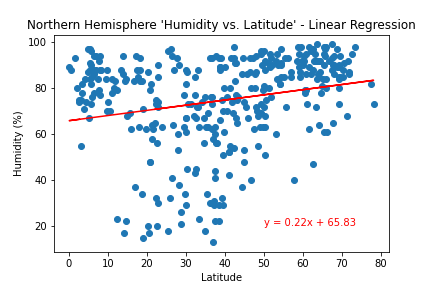 Northern Hemisphere 'Humidity vs. Latitude' - Linear Regression
100
80
60
40
20
Humidity (%)
y = 0.22x + 65.83
0 10 20 30 40 50 60 70 80
Latitude